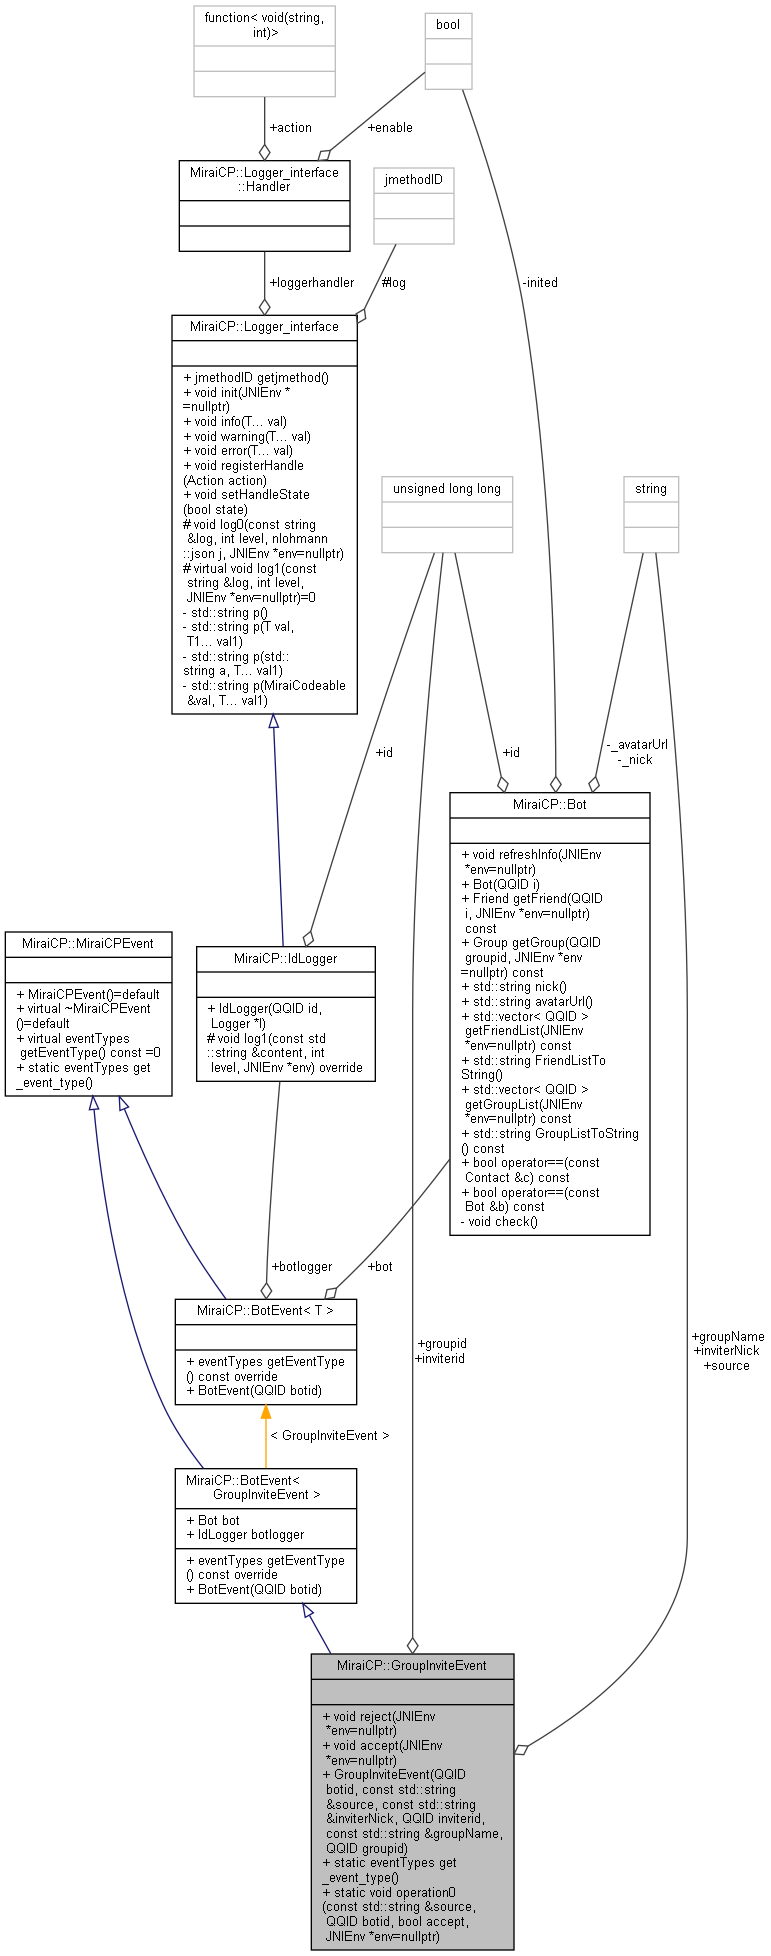 function< void(string,
int)>
bool
+action
+enable
MiraiCP::Logger_interface
::Handler
jmethodID
+loggerhandler
#log
-inited
MiraiCP::Logger_interface
+ jmethodID getjmethod()
+ void init(JNIEnv *
=nullptr)
+ void info(T... val)
+ void warning(T... val)
+ void error(T... val)
+ void registerHandle
(Action action)
+ void setHandleState
(bool state)
# void log0(const string
&log, int level, nlohmann
::json j, JNIEnv *env=nullptr)
# virtual void log1(const
string &log, int level,
JNIEnv *env=nullptr)=0
- std::string p()
- std::string p(T val,
T1... val1)
- std::string p(std::
string a, T... val1)
- std::string p(MiraiCodeable
&val, T... val1)
unsigned long long
string
+id
+id
-_avatarUrl
-_nick
MiraiCP::Bot
+ void refreshInfo(JNIEnv
*env=nullptr)
+ Bot(QQID i)
+ Friend getFriend(QQID
i, JNIEnv *env=nullptr)
const
+ Group getGroup(QQID
groupid, JNIEnv *env
=nullptr) const
+ std::string nick()
+ std::string avatarUrl()
+ std::vector< QQID >
getFriendList(JNIEnv
*env=nullptr) const
+ std::string FriendListTo
String()
+ std::vector< QQID >
getGroupList(JNIEnv
*env=nullptr) const
+ std::string GroupListToString
() const
+ bool operator==(const
Contact &c) const
+ bool operator==(const
Bot &b) const
- void check()
MiraiCP::MiraiCPEvent
+ MiraiCPEvent()=default
+ virtual ~MiraiCPEvent
()=default
+ virtual eventTypes
getEventType() const =0
+ static eventTypes get
_event_type()
MiraiCP::IdLogger
+ IdLogger(QQID id,
Logger *l)
# void log1(const std
::string &content, int
level, JNIEnv *env) override
+botlogger
+bot
MiraiCP::BotEvent< T >
+ eventTypes getEventType
() const override
+ BotEvent(QQID botid)
+groupid
+inviterid
+groupName
+inviterNick
+source
< GroupInviteEvent >
MiraiCP::BotEvent<
GroupInviteEvent >
+ Bot bot
+ IdLogger botlogger
+ eventTypes getEventType
() const override
+ BotEvent(QQID botid)
MiraiCP::GroupInviteEvent
+ void reject(JNIEnv
*env=nullptr)
+ void accept(JNIEnv
*env=nullptr)
+ GroupInviteEvent(QQID
botid, const std::string
&source, const std::string
&inviterNick, QQID inviterid,
const std::string &groupName,
QQID groupid)
+ static eventTypes get
_event_type()
+ static void operation0
(const std::string &source,
QQID botid, bool accept,
JNIEnv *env=nullptr)